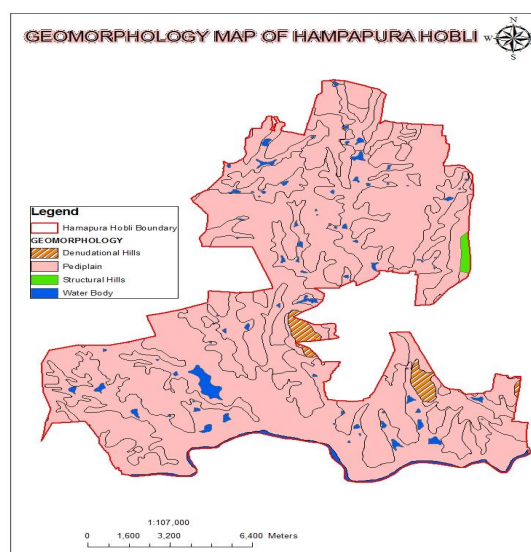 GEOMORPHOLOGY MAP OF HAMPAPURA HOBLI
N
W E
S
Legend
Hamapura Hobli Boundary
GEOMORPHOLOGY
Denudational Hills
Pediplain
Structural Hills
Water Body
1:107,000
0 1,600 3,200 6,400 Meters